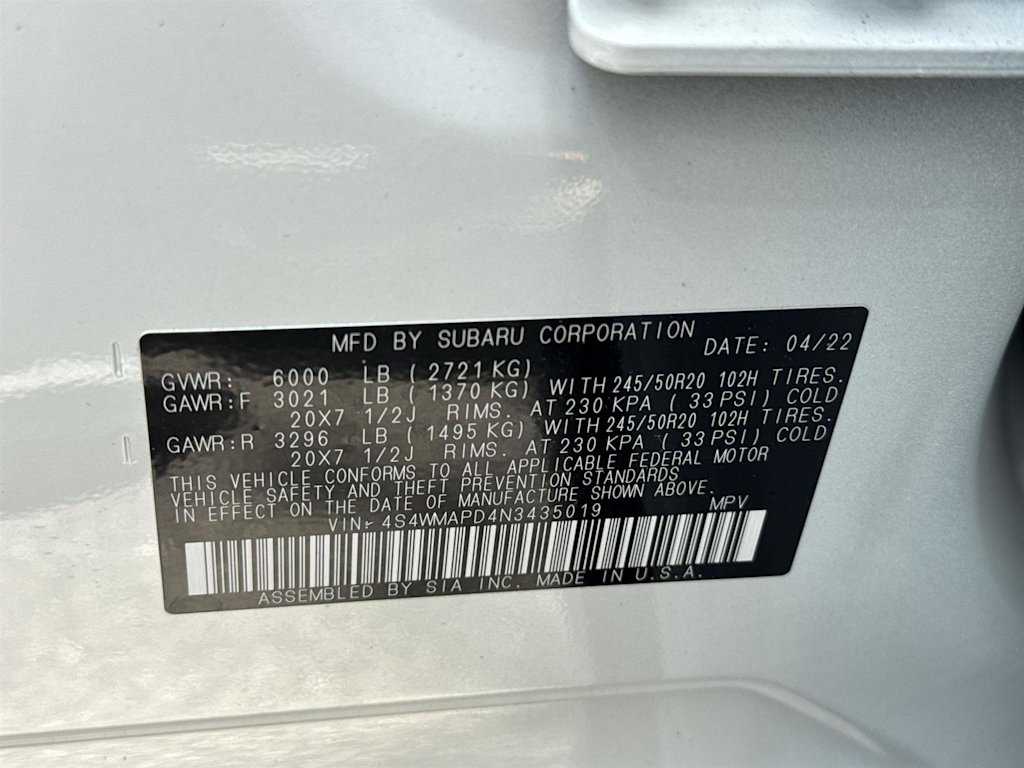 MFD BY SUBARU CORPORATION DATE: 04/22
GVWR: 6000 LB ( 2721 KG)
GAWR:F 3021 LB ( 1370 KG) WITH 245/50R20 102H TIRES.
20X7 1/2J RIMS. AT 230 KPA ( 33 PSI) COLD
GAWR:R 3296 LB ( 1495 KG) WITH 245/50R20 102H TIRES.
20X7 1/2J RIMS. AT 230 KPA ( 33 PSI) COLD
THIS VEHICLE CONFORMS TO ALL APPLICABLE FEDERAL MOTOR
VEHICLE SAFETY AND THEFT PREVENTION STANDARDS
IN EFFECT ON THE DATE OF MANUFACTURE SHOWN ABOVE.
VIN: 4S4WMAPD4N3435019 MPV
ASSEMBLED BY SIA INC. MADE IN U.S.A.